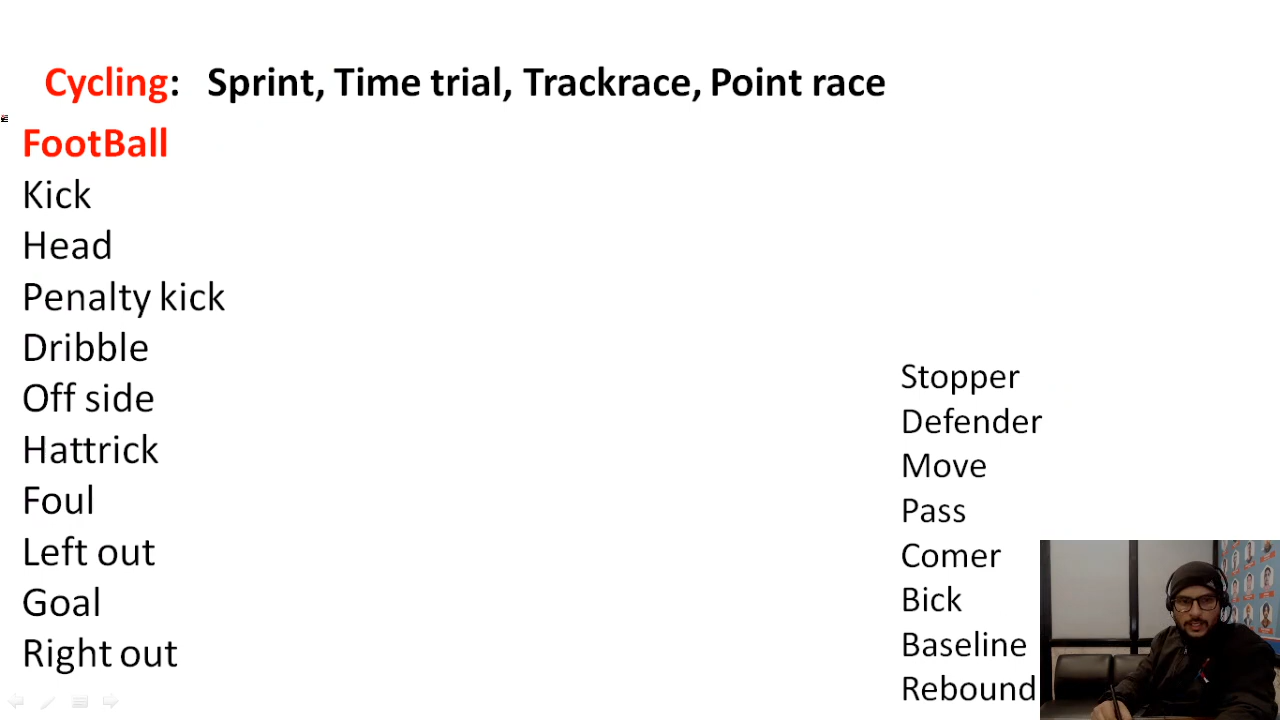 Cycling: Sprint, Time trial, Trackrace, Point race
FootBall
Kick
Head
Penalty kick
Dribble
Off side
Hattrick
Foul
Left out
Goal
Right out
Stopper
Defender
Move
Pass
Comer
Bick
Baseline
Rebound